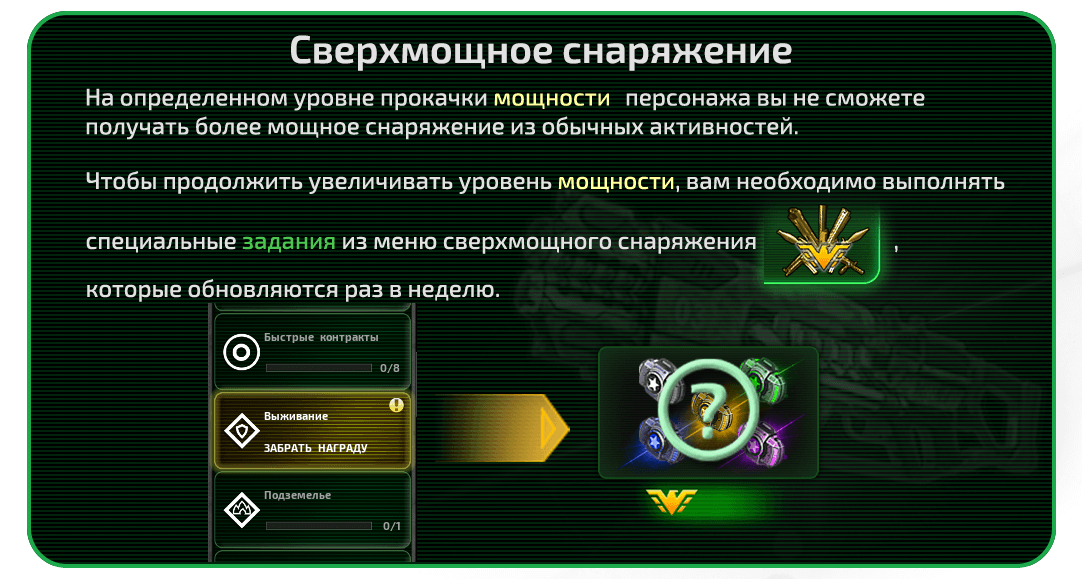 Сверхмощное снаряжение
На определенном уровне прокачки мощности персонажа вы не сможете
получать более мощное снаряжение из обычных активностей.
Чтобы продолжить увеличивать уровень мощности, вам необходимо выполнять
специальные задания из меню сверхмощного снаряжения ,
которые обновляются раз в неделю.
Быстрые контракты
0/8
Выживание
!
ЗАБРАТЬ НАГРАДУ
Подземелье
0/1
?